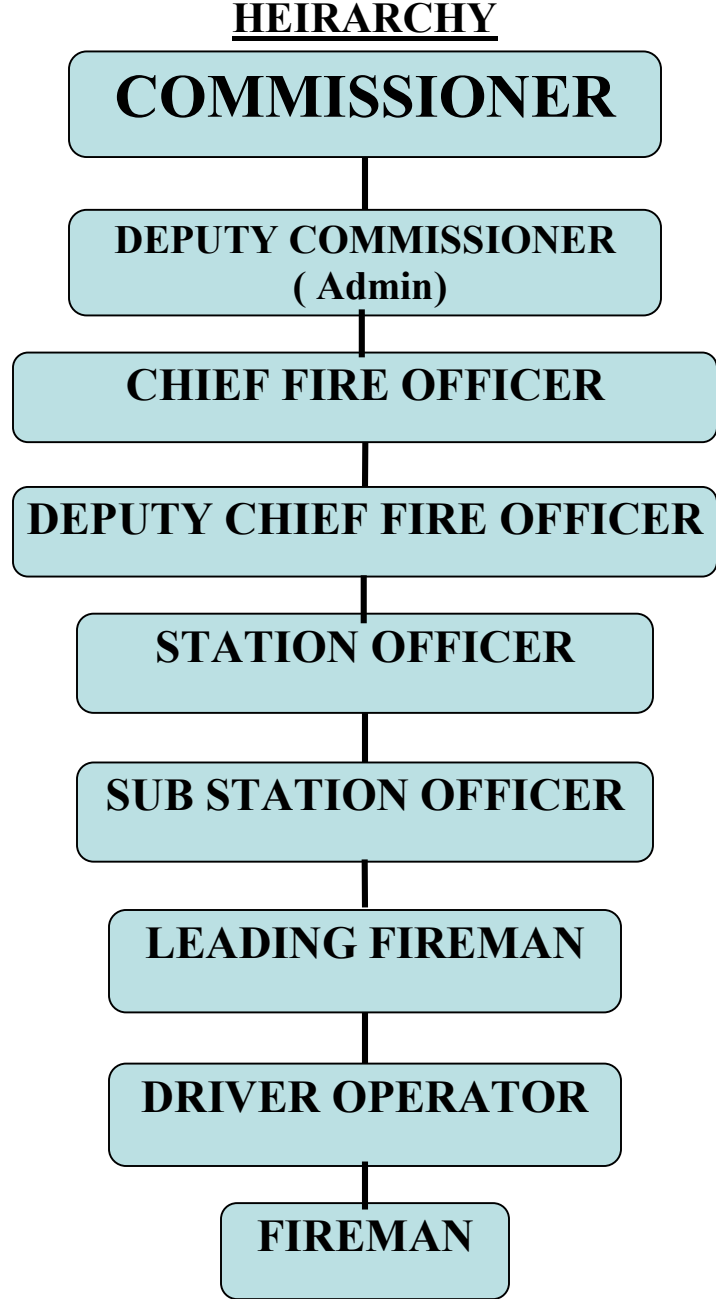 HEIRARCHY
COMMISSIONER
DEPUTY COMMISSIONER
( Admin)
CHIEF FIRE OFFICER
DEPUTY CHIEF FIRE OFFICER
STATION OFFICER
SUB STATION OFFICER
LEADING FIREMAN
DRIVER OPERATOR
FIREMAN